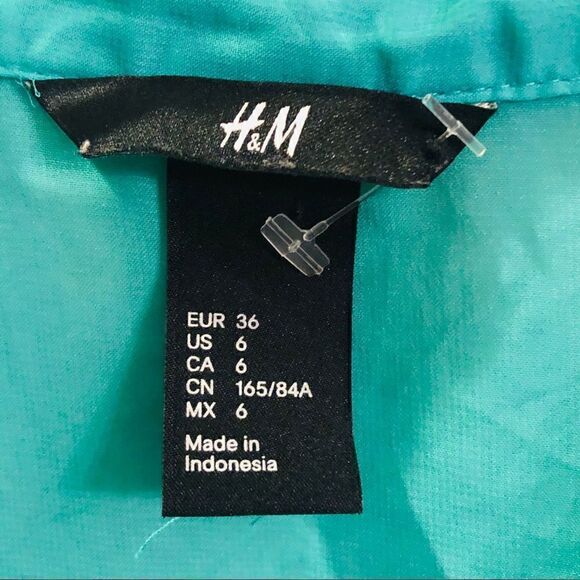 H&M
EUR 36
US 6
CA 6
CN 165/84A
MX 6
Made in
Indonesia